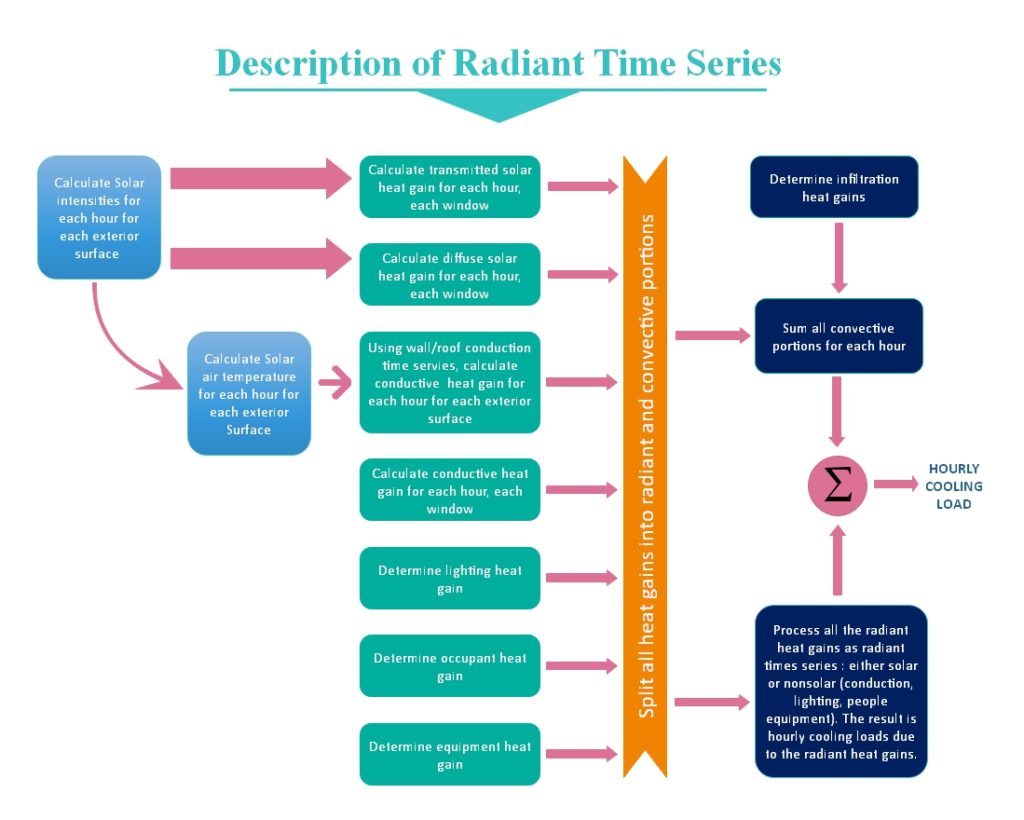 Description of Radiant Time Series
Calculate Solar
intensities for
each hour for
each exterior
surface
Calculate Solar
air temperature
for each hour for
each exterior
Surface
Calculate transmitted solar
heat gain for each hour,
each window
Calculate diffuse solar
heat gain for each hour,
each window
Using wall/roof conduction
time servies, calculate
conductive heat gain for
each hour for each exterior
surface
Calculate conductive heat
gain for each hour, each
window
Determine lighting heat
gain
Determine occupant heat
gain
Determine equipment heat
gain
Split all heat gains into radiant and convective portions
Determine infiltration
heat gains
Sum all convective
portions for each hour
Σ
HOURLY
COOLING
LOAD
Process all the radiant
heat gains as radiant
times series : either solar
or nonsolar (conduction,
lighting, people
equipment). The result is
hourly cooling loads due
to the radiant heat gains.